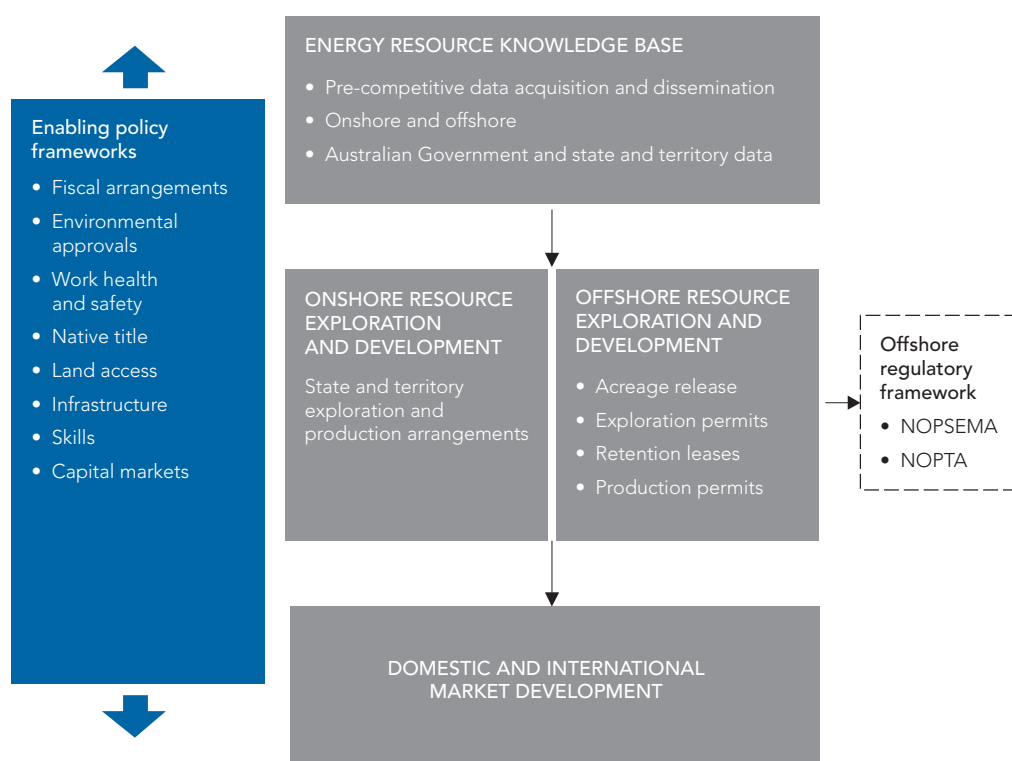 Enabling policy
frameworks
• Fiscal arrangements
• Environmental
approvals
• Work health
and safety
• Native title
• Land access
• Infrastructure
• Skills
• Capital markets
ENERGY RESOURCE KNOWLEDGE BASE
• Pre-competitive data acquisition and dissemination
• Onshore and offshore
• Australian Government and state and territory data
ONSHORE RESOURCE
EXPLORATION
AND DEVELOPMENT
State and territory
exploration and
production arrangements
OFFSHORE RESOURCE
EXPLORATION AND
DEVELOPMENT
• Acreage release
• Exploration permits
• Retention leases
• Production permits
Offshore
regulatory
framework
• NOPSEMA
• NOPTA
DOMESTIC AND INTERNATIONAL
MARKET DEVELOPMENT